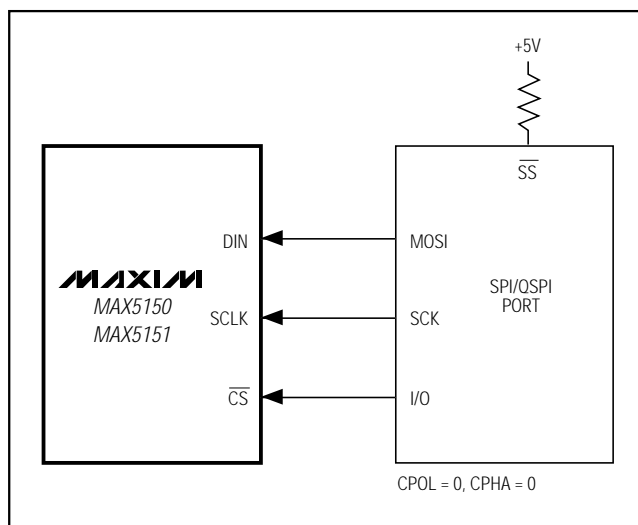 +5V
SS
DIN
MOSI
MAXIM
MAX5150
MAX5151
SPI/QSPI
PORT
SCLK
SCK
CS
I/O
CPOL = 0, CPHA = 0